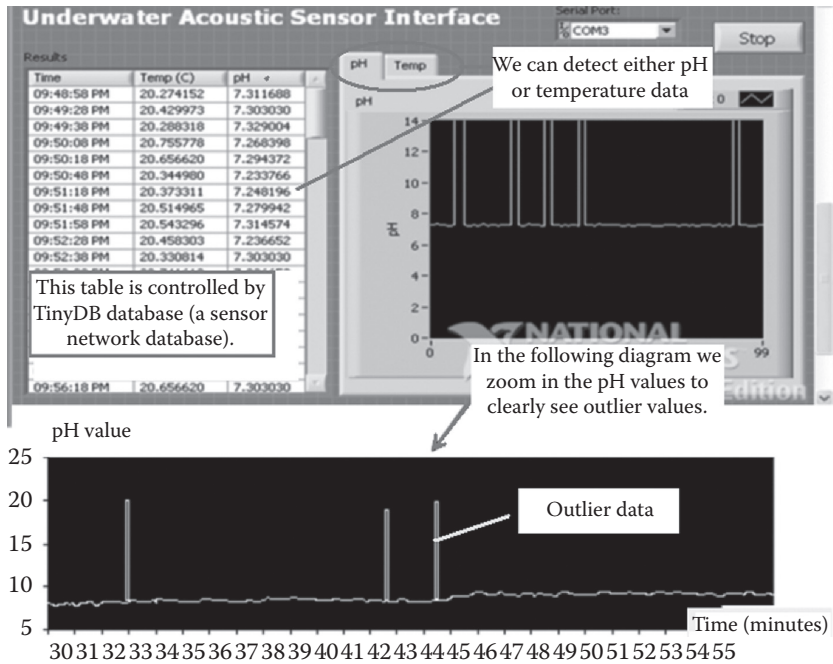 Underwater Acoustic Sensor Interface
Serial Port:
COM3
Stop
Results
Time Temp (C) pH
09:48:58 PM 20.274152 7.311688
09:49:28 PM 20.429973 7.303030
09:49:38 PM 20.288318 7.329004
09:50:08 PM 20.755778 7.268398
09:50:18 PM 20.656620 7.294372
09:50:48 PM 20.344980 7.233766
09:51:18 PM 20.373311 7.248196
09:51:48 PM 20.514965 7.279942
09:51:58 PM 20.543296 7.314574
09:52:28 PM 20.458303 7.236652
09:52:38 PM 20.330814 7.303030
This table is controlled by
TinyDB database (a sensor
network database).
09:56:18 PM 20.656620 7.303030
pH Temp
We can detect either pH
or temperature data
pH
0
14
12
10
8
6
4
2
0
pH
0 99
NATIONAL
Edition
In the following diagram we
zoom in the pH values to
clearly see outlier values.
pH value
25
20
15
10
5
Outlier data
Time (minutes)
30 31 32 33 34 35 36 37 38 39 40 41 42 43 44 45 46 47 48 49 50 51 52 53 54 55